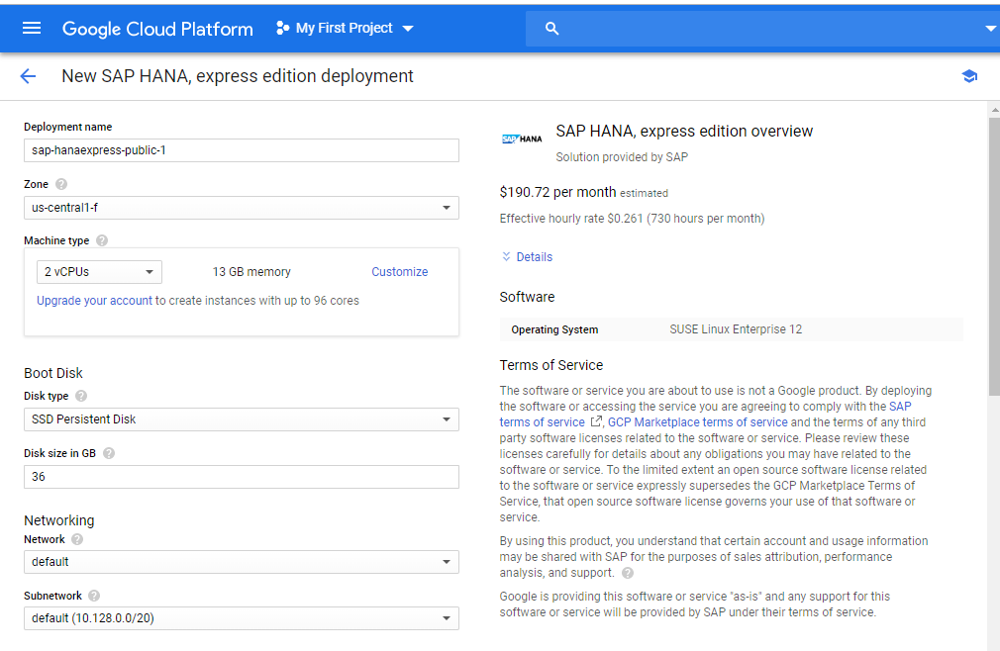 Google Cloud Platform
My First Project
New SAP HANA, express edition deployment
Deployment name
sap-hanaexpress-public-1
Zone ?
us-central1-f
Machine type ?
2 vCPUs
13 GB memory
Customize
Upgrade your account to create instances with up to 96 cores
Boot Disk
Disk type ?
SSD Persistent Disk
Disk size in GB ?
36
Networking
Network ?
default
Subnetwork ?
default (10.128.0.0/20)
SAP HANA
SAP HANA, express edition overview
Solution provided by SAP
$190.72 per month estimated
Effective hourly rate $0.261 (730 hours per month)
Details
Software
Operating System
SUSE Linux Enterprise 12
Terms of Service
The software or service you are about to use is not a Google product. By deploying
the software or accessing the service you are agreeing to comply with the SAP
terms of service , GCP Marketplace terms of service and the terms of any third
party software licenses related to the software or service. Please review these
licenses carefully for details about any obligations you may have related to the
software or service. To the limited extent an open source software license related
to the software or service expressly supersedes the GCP Marketplace Terms of
Service, that open source software license governs your use of that software or
service.
By using this product, you understand that certain account and usage information
may be shared with SAP for the purposes of sales attribution, performance
analysis, and support. ?
Google is providing this software or service "as-is" and any support for this
software or service will be provided by SAP under their terms of service.